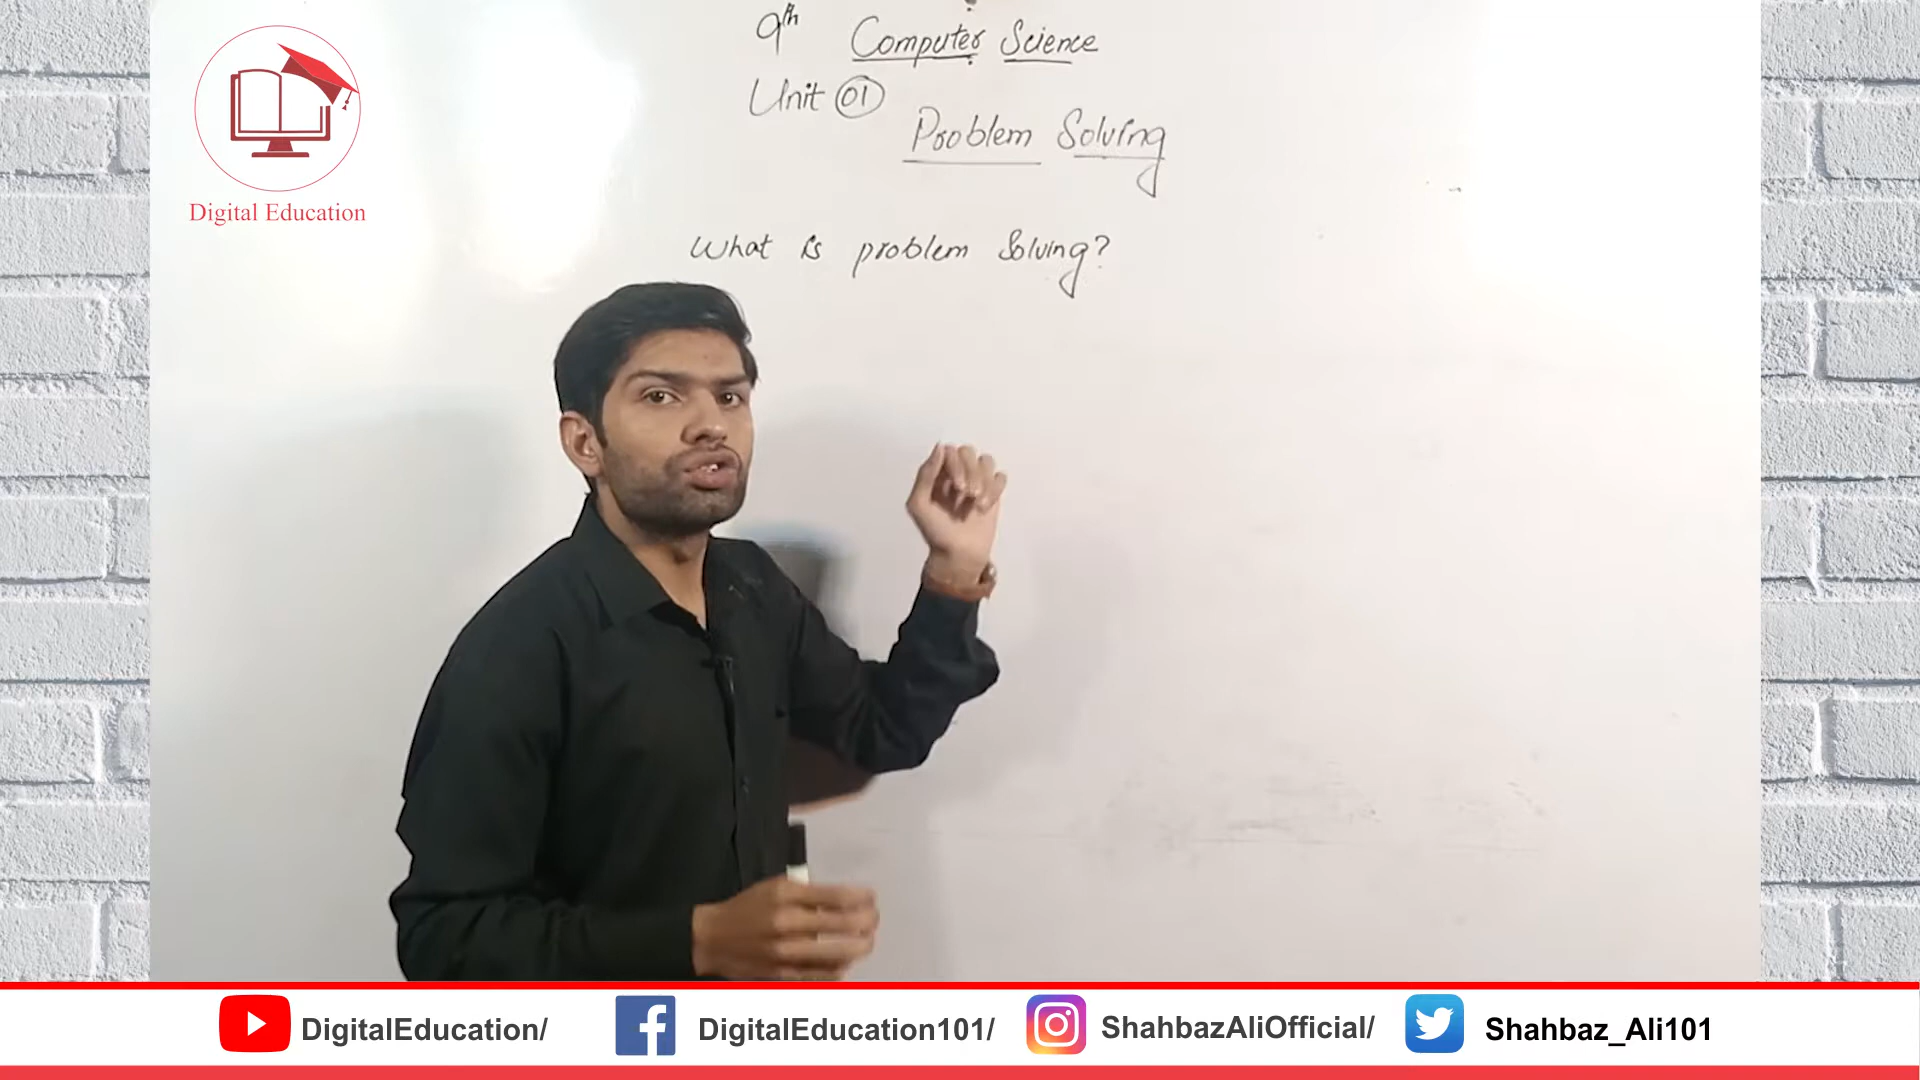 9th Computer Science
Unit 01
Problem Solving
What is problem Solving?
Digital Education
DigitalEducation/
DigitalEducation101/
ShahbazAliOfficial/
Shahbaz_Ali101